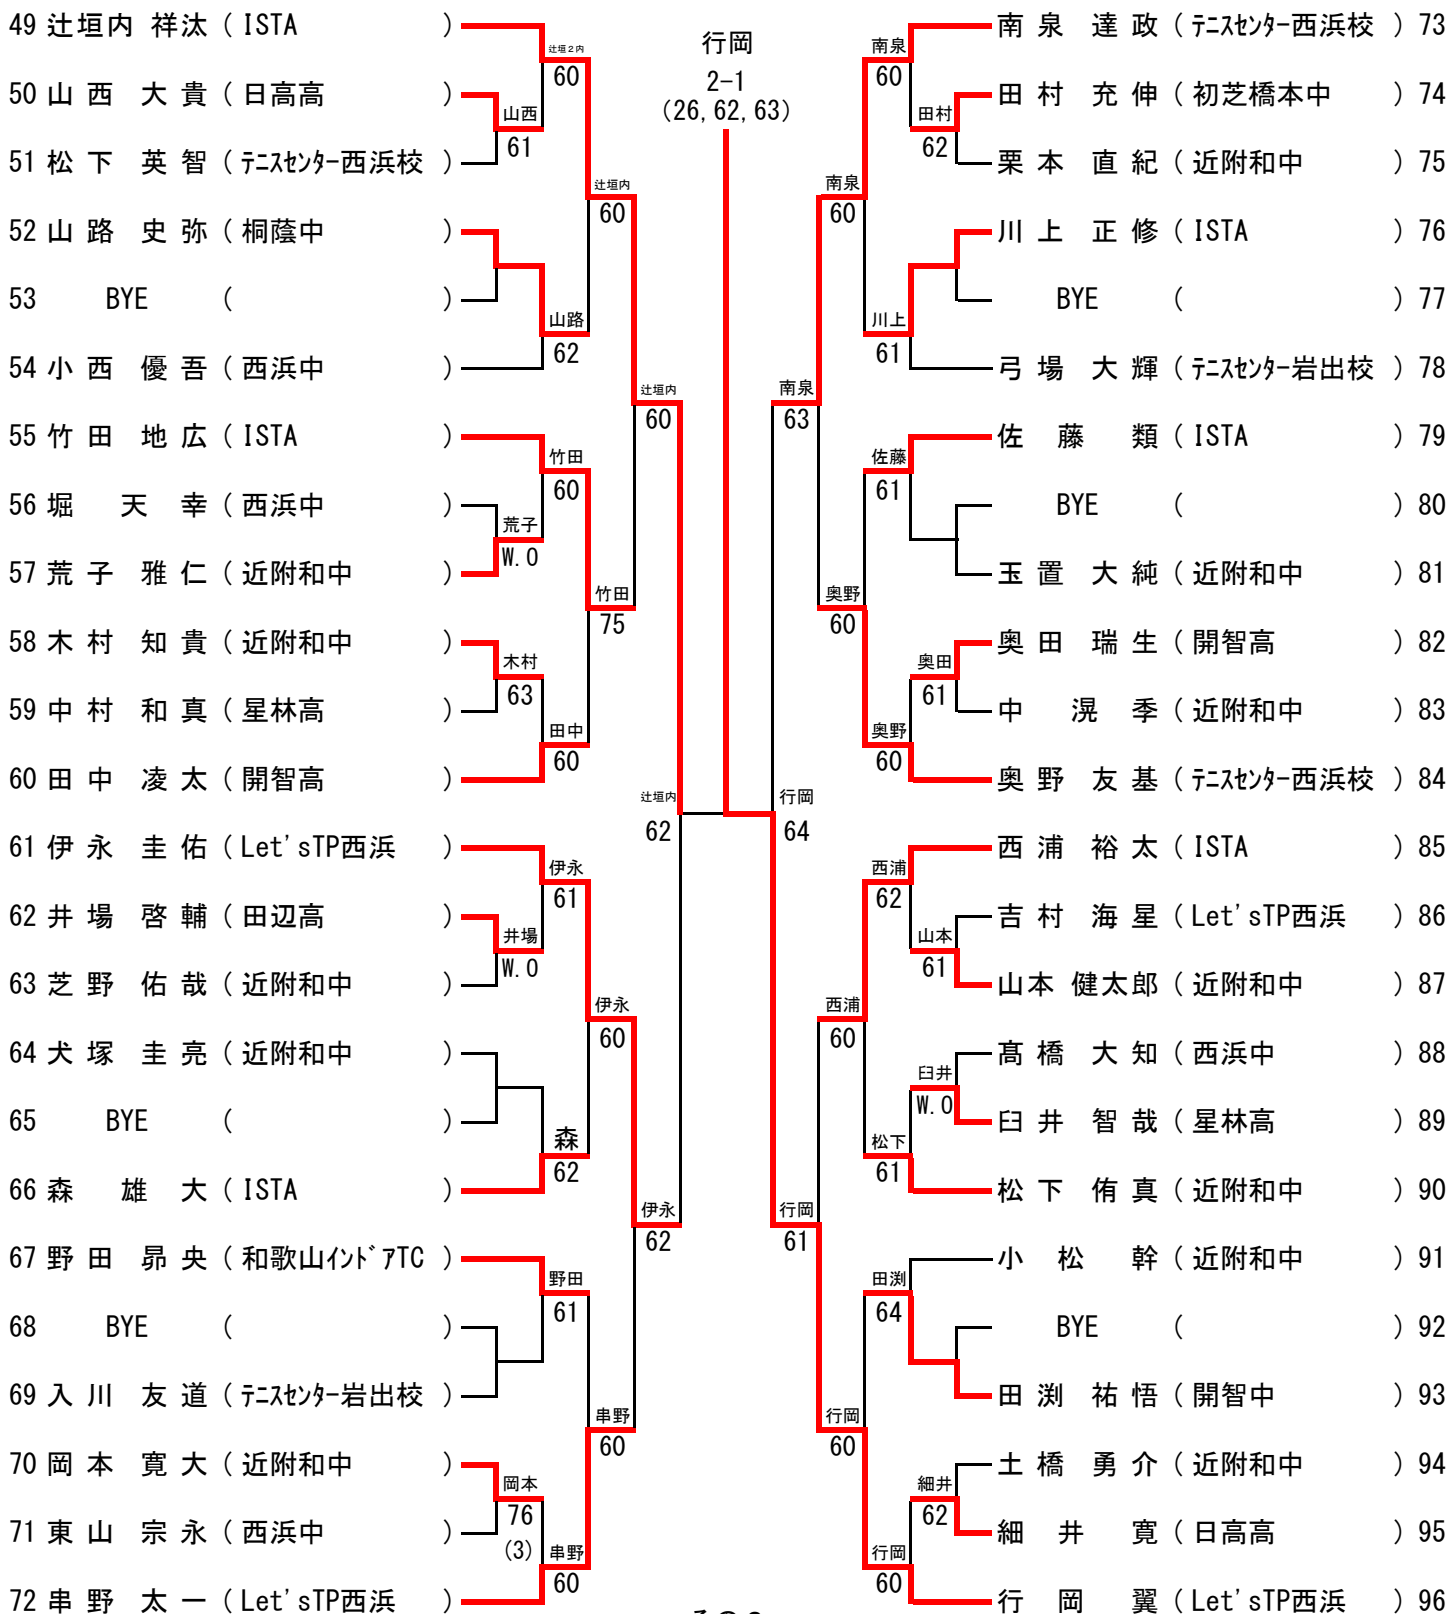 49 辻垣内 祥汰 ( ISTA )
50 山 西 大 貴 ( 日高高 )
51 松 下 英 智 ( テニスセンター西浜校 )
52 山 路 史 弥 ( 桐蔭中 )
53 BYE ( )
54 小 西 優 吾 ( 西浜中 )
55 竹 田 地 広 ( ISTA )
56 堀 天 幸 ( 西浜中 )
57 荒 子 雅 仁 ( 近附和中 )
58 木 村 知 貴 ( 近附和中 )
59 中 村 和 真 ( 星林高 )
60 田 中 凌 太 ( 開智高 )
61 伊 永 圭 佑 ( Let'sTP西浜 )
62 井 場 啓 輔 ( 田辺高 )
63 芝 野 佑 哉 ( 近附和中 )
64 犬 塚 圭 亮 ( 近附和中 )
65 BYE ( )
66 森 雄 大 ( ISTA )
67 野 田 昴 央 ( 和歌山インドアTC )
68 BYE ( )
69 入 川 友 道 ( テニスセンター岩出校 )
70 岡 本 寛 大 ( 近附和中 )
71 東 山 宗 永 ( 西浜中 )
72 串 野 太 一 ( Let'sTP西浜 )
山西
61
荒子
W.O
木村
63
井場
W.O
岡本
76
(3)
辻垣2内
60
山路
62
竹田
60
田中
60
伊永
61
森
62
野田
61
串野
60
辻垣内
60
竹田
75
伊永
60
串野
60
辻垣内
60
伊永
62
辻垣内
62
行岡
2-1
(26,62,63)
行岡
64
南泉
63
行岡
61
南泉
60
奥野
60
西浦
60
行岡
60
南泉
60
川上
61
佐藤
61
奥野
60
西浦
62
松下
61
田渕
64
行岡
60
田村
62
奥田
61
山本
61
臼井
W.O
細井
62
南 泉 達 政 ( テニスセンター西浜校 ) 73
田 村 充 伸 ( 初芝橋本中 ) 74
栗 本 直 紀 ( 近附和中 ) 75
川 上 正 修 ( ISTA ) 76
BYE ( ) 77
弓 場 大 輝 ( テニスセンター岩出校 ) 78
佐 藤 類 ( ISTA ) 79
BYE ( ) 80
玉 置 大 純 ( 近附和中 ) 81
奥 田 瑞 生 ( 開智高 ) 82
中 滉 季 ( 近附和中 ) 83
奥 野 友 基 ( テニスセンター西浜校 ) 84
西 浦 裕 太 ( ISTA ) 85
吉 村 海 星 ( Let'sTP西浜 ) 86
山本 健太郎 ( 近附和中 ) 87
髙 橋 大 知 ( 西浜中 ) 88
臼 井 智 哉 ( 星林高 ) 89
松 下 侑 真 ( 近附和中 ) 90
小 松 幹 ( 近附和中 ) 91
BYE ( ) 92
田 渕 祐 悟 ( 開智中 ) 93
土 橋 勇 介 ( 近附和中 ) 94
細 井 寛 ( 日高高 ) 95
行 岡 翼 ( Let'sTP西浜 ) 96